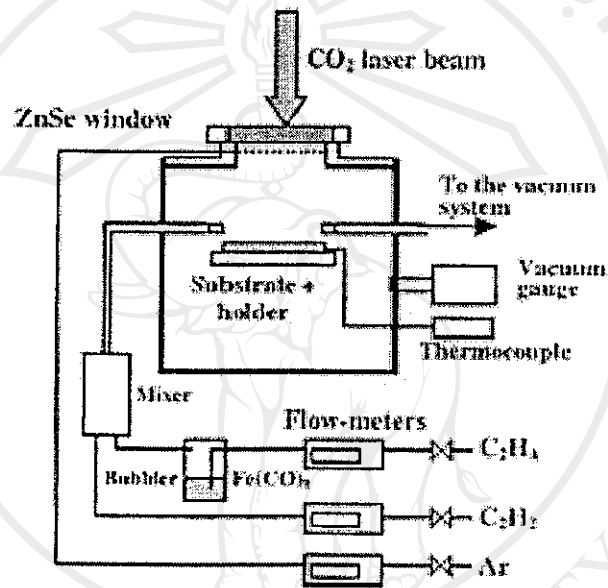 CO₂ laser beam
ZnSe window
To the vacuum
system
Substrate +
holder
Vacuum
gauge
Thermocouple
Mixer
Flow-meters
C₂H₄
Bubbler
Fe(CO)₅
C₂H₂
Ar